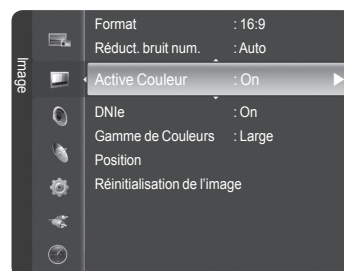 Image
Format : 16:9
Réduct. bruit num. : Auto
Active Couleur : On
DNIe : On
Gamme de Couleurs : Large
Position
Réinitialisation de l'image